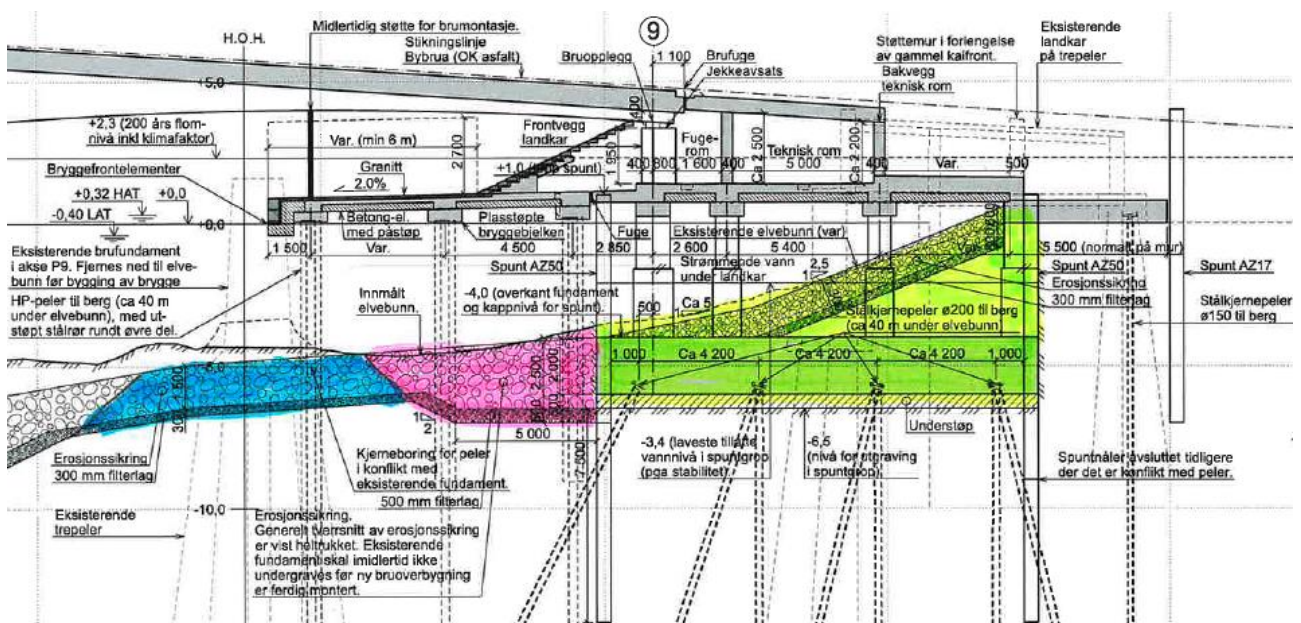 Midlertidig støtte for brumontasje.
H.O.H.
Stikningslinje
Bybrua (OK asfalt)
9
1 100
Bruopplegg
Brufuge
Jekkeavsats
Støttemur i forlengelse
av gammel kaifront.
Bakvegg
teknisk rom
Eksisterende
landkar
på trepeler
+5,0
400
+2,3 (200 års flom-
nivå inkl klimafaktor)
Var. (min 6 m)
2 700
Frontvegg
landkar
1 950
Fuge-
rom
Ca 2 500
Teknisk rom
Ca 2 200
Granitt
2.0%
+1,0 (topp spunt)
400 800 1 600 400
5 000
400
Var.
500
Bryggefrontelementer
+0,32 HAT
+0,0
-0,40 LAT
Betong-el.
med påstøp
Plasstøpte
bryggebjelker
Fuge
Eksisterende elvebunn (var)
1 500
Var.
4 500
2 850
2 600
5 400
5 500 (normalt på mur)
Eksisterende brufundament
i akse P9. Fjernes ned til elve-
bunn før bygging av brygge
Spunt AZ50
Strømmende vann
under landkar
2,5
1
Spunt AZ50
Spunt AZ17
Erosjonssikring
300 mm filterlag
HP-peler til berg (ca 40 m
under elvebunn), med ut-
støpt stålrør rundt øvre del.
Innmålt
elvebunn.
-4,0 (overkant fundament
og kappnivå for spunt).
500
Ca 5
Stålkjernepeler ø200 til berg
(ca 40 m under elvebunn)
Stålkjernepeler
ø150 til berg
-5,0
1 500
300
2 500
2 000
1 000
Ca 4 200
Ca 4 200
Ca 4 200
1 000
1
2
5 000
7 500
Erosjonssikring
300 mm filterlag
Kjerneboring for peler
i konflikt med
eksisterende fundament.
500 mm filterlag
-3,4 (laveste tillatte
vannnivå i spuntgrop
(pga stabilitet)
-6,5
(nivå for utgraving
i spuntgrop)
Understøp
Spuntnåler avsluttet tidligere
der det er konflikt med peler.
Eksisterende
trepeler
-10,0
Erosjonssikring.
Generelt tverrsnitt av erosjonssikring
er vist heltrukket. Eksisterende
fundament skal imidlertid ikke
undergraves før ny bruoverbygning
er ferdig montert.